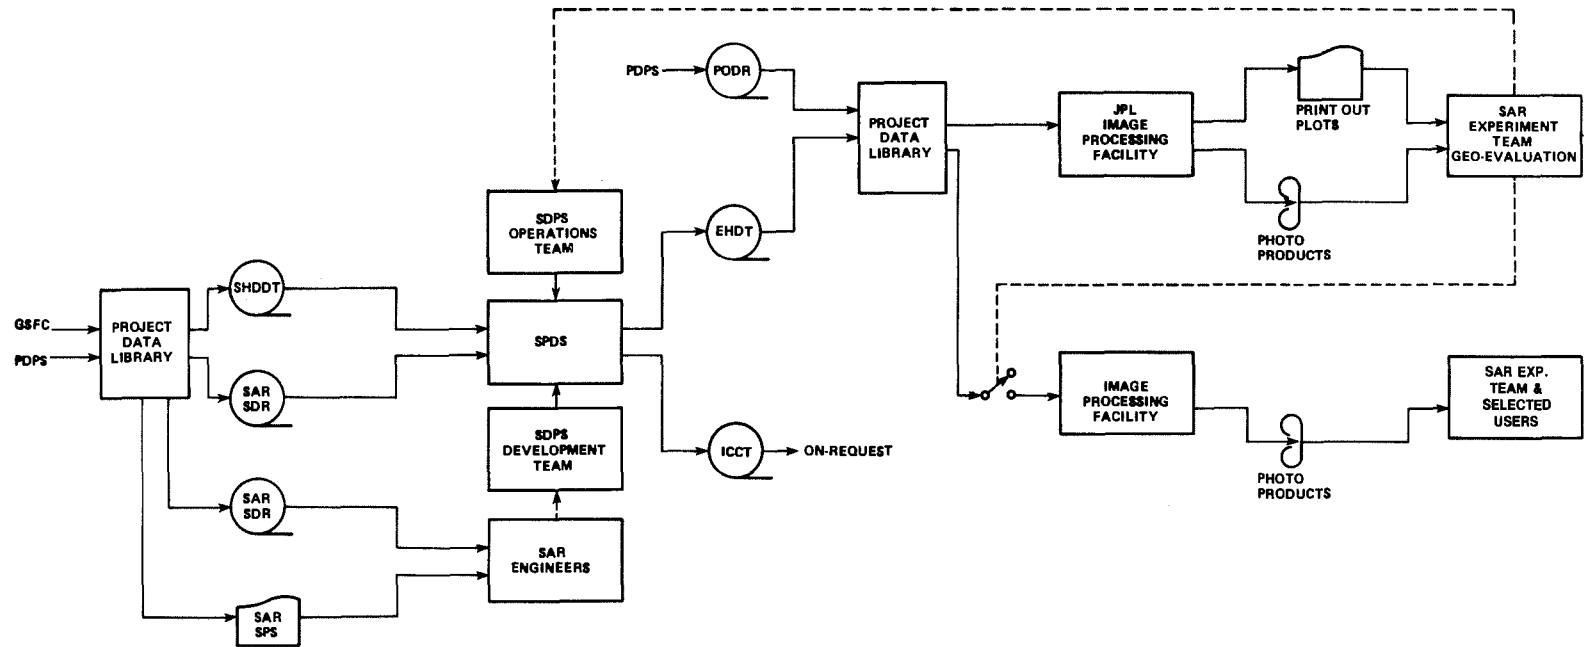 GSFC
PDPS
PROJECT
DATA
LIBRARY
SHDDT
SAR
SDR
SAR
SDR
SAR
SPS
SDPS
OPERATIONS
TEAM
SPDS
SDPS
DEVELOPMENT
TEAM
SAR
ENGINEERS
PDPS
PODR
EHDT
ICCT
ON-REQUEST
PROJECT
DATA
LIBRARY
JPL
IMAGE
PROCESSING
FACILITY
PRINT OUT
PLOTS
PHOTO
PRODUCTS
SAR
EXPERIMENT
TEAM
GEO-EVALUATION
IMAGE
PROCESSING
FACILITY
PHOTO
PRODUCTS
SAR EXP.
TEAM &
SELECTED
USERS